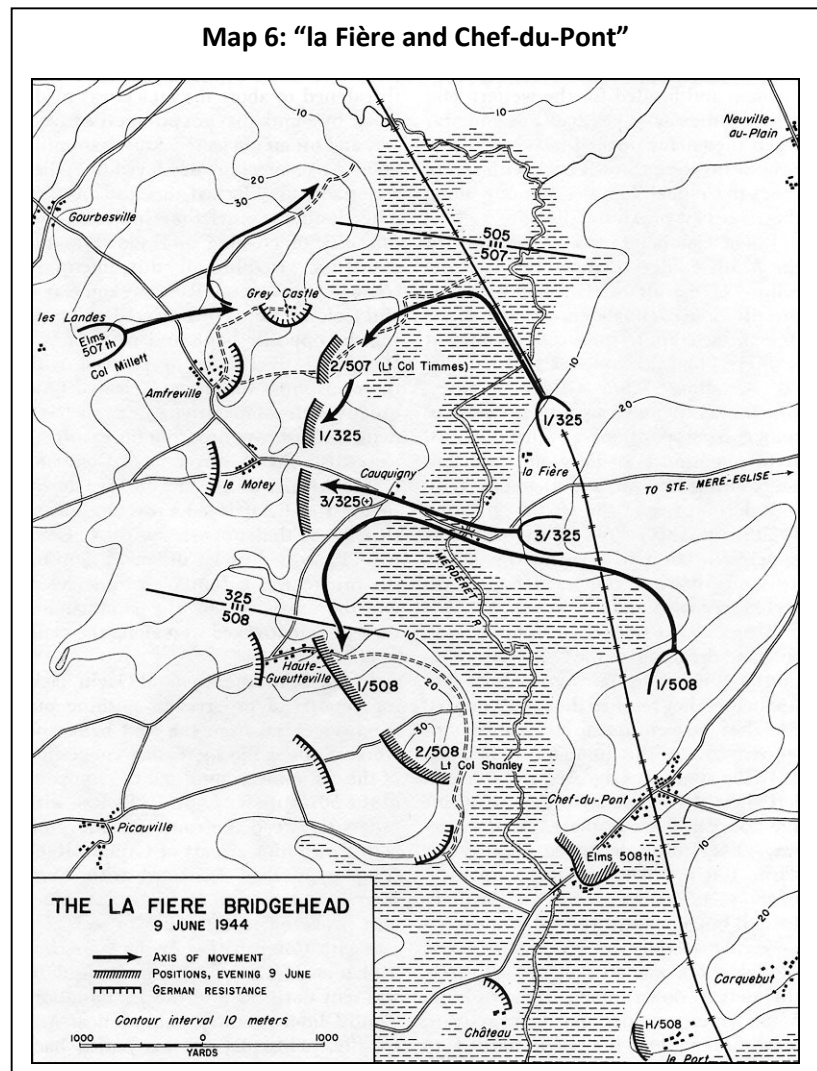 Map 6: “la Fière and Chef-du-Pont”
10
10
Neuville-
au-Plain
20
30
Gourbesville
505
507
Grey Castle
les Landes
Elms
507th
Col Millett
2/507 (Lt Col Timmes)
Amfreville
10
20
1/325
1/325
la Fière
le Motey
Cauquigny
TO STE. MERE-EGLISE
3/325(+)
3/325
MERDERET R
325
508
10
Haute-
Gueutteville
20
1/508
1/508
30
2/508
Lt Col Shanley
Chef-du-Pont
Picauville
10
Elms 508th
THE LA FIERE BRIDGEHEAD
9 JUNE 1944
20
AXIS OF MOVEMENT
POSITIONS, EVENING 9 JUNE
GERMAN RESISTANCE
Carquebut
Contour interval 10 meters
Château
H/508
le Port
1000 0 1000
YARDS